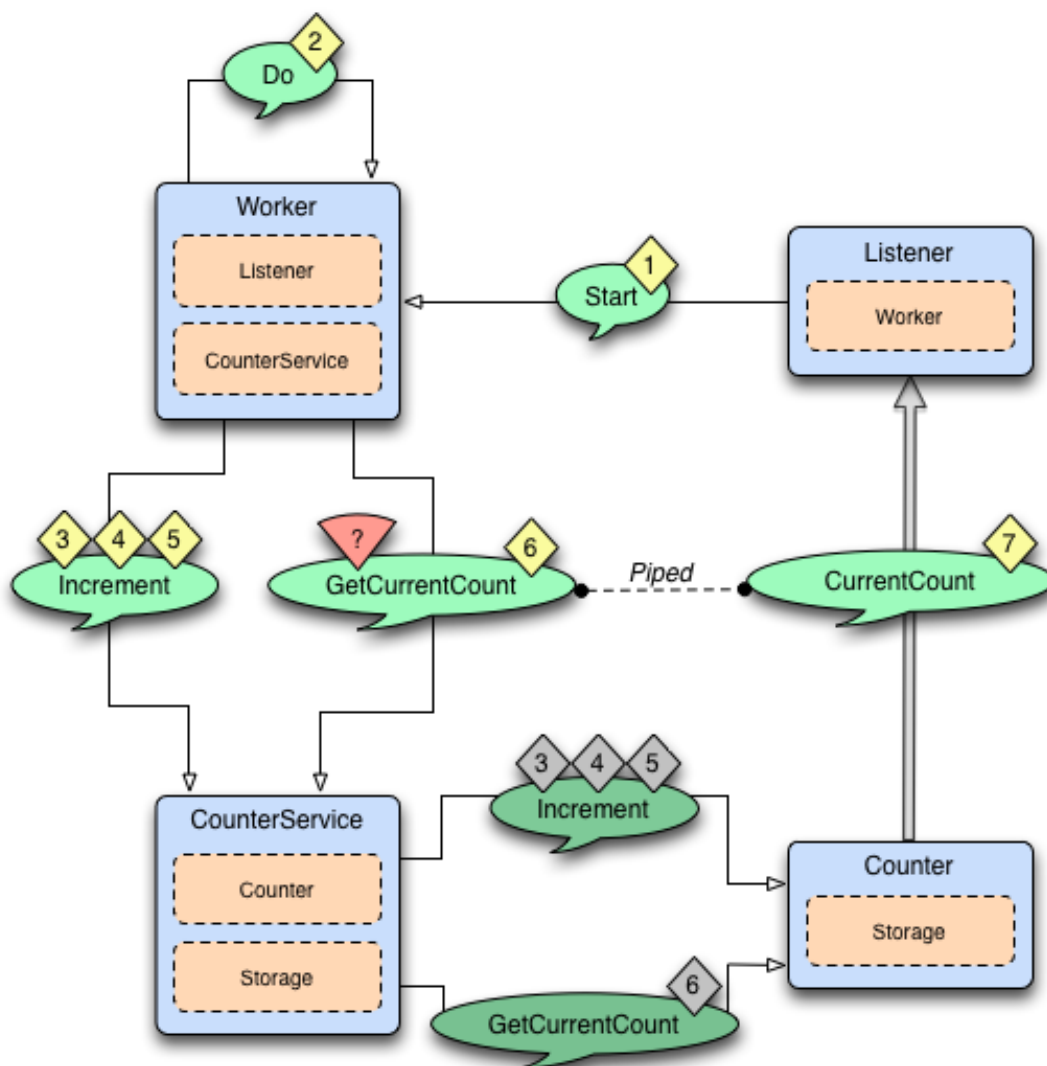 2
Do
Worker
Listener
CounterService
1
Start
Listener
Worker
3 4 5
Increment
?
6
GetCurrentCount
Piped
7
CurrentCount
CounterService
Counter
Storage
3 4 5
Increment
6
GetCurrentCount
Counter
Storage